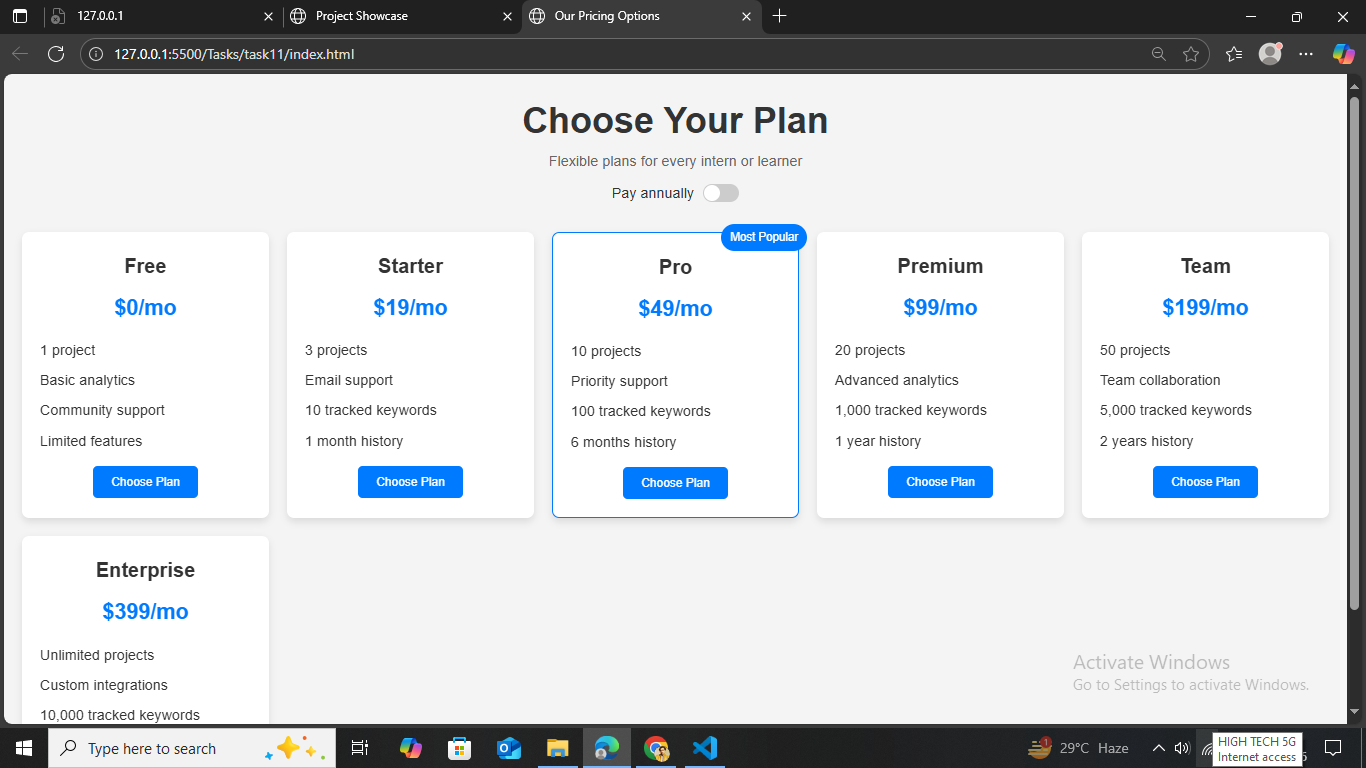 127.0.0.1
Project Showcase
Our Pricing Options
127.0.0.1:5500/Tasks/task11/index.html
Choose Your Plan
Flexible plans for every intern or learner
Pay annually
Most Popular
Free
$0/mo
1 project
Basic analytics
Community support
Limited features
Choose Plan
Starter
$19/mo
3 projects
Email support
10 tracked keywords
1 month history
Choose Plan
Pro
$49/mo
10 projects
Priority support
100 tracked keywords
6 months history
Choose Plan
Premium
$99/mo
20 projects
Advanced analytics
1,000 tracked keywords
1 year history
Choose Plan
Team
$199/mo
50 projects
Team collaboration
5,000 tracked keywords
2 years history
Choose Plan
Enterprise
$399/mo
Unlimited projects
Custom integrations
10,000 tracked keywords
Activate Windows
Go to Settings to activate Windows.
Type here to search
1
29°C Haze
HIGH TECH 5G
Internet access